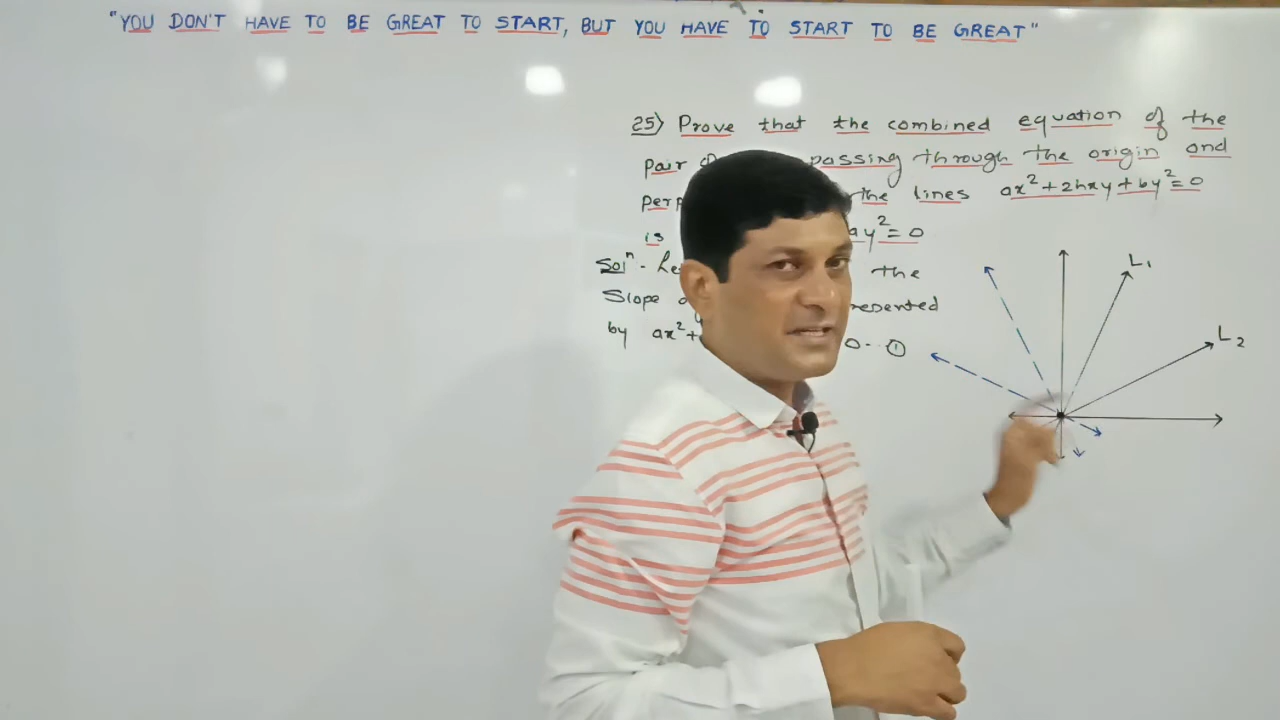 "YOU DON'T HAVE TO BE GREAT TO START, BUT YOU HAVE TO START TO BE GREAT"
25) Prove that the combined equation of the
pair passing through the origin and
the lines ax²+2hxy+by²=0
is ay²=0
Solⁿ - the
Slope
by ax²+ 0--①
L₁
L₂